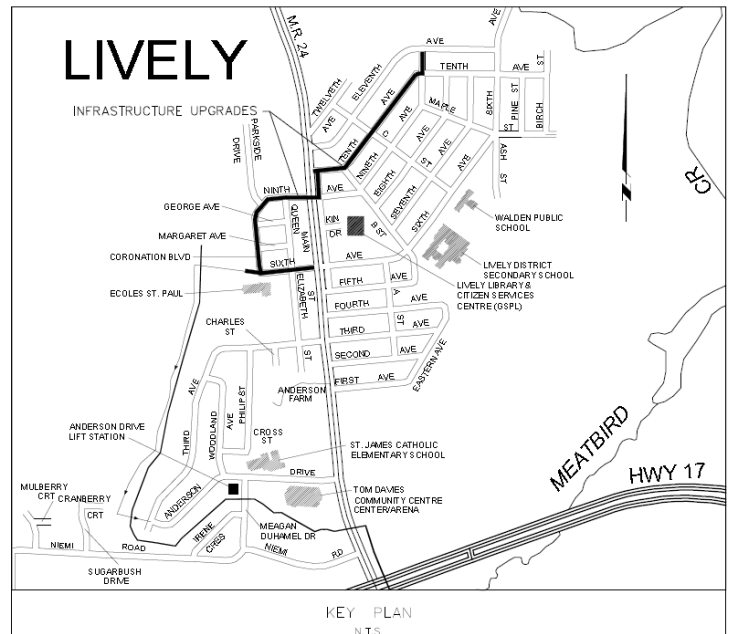 LIVELY
M.R. 24
AVE
TENTH
AVE
ST
ELEVENTH
AVE
TWELVETH
AVE
INFRASTRUCTURE UPGRADES
MAPLE
ST
SIXTH
PINE ST
BIRCH
ST
PARKSIDE
DRIVE
TENTH
AVE
C
ST
NINETH
AVE
EIGHTH
AVE
SEVENTH
AVE
SIXTH
AVE
ASH ST
CR
NINTH
AVE
GEORGE AVE
QUEEN
MAIN
KIN
DR
B ST
WALDEN PUBLIC
SCHOOL
MARGARET AVE
CORONATION BLVD
SIXTH
AVE
LIVELY DISTRICT
SECONDARY SCHOOL
LIVELY LIBRARY &
CITIZEN SERVICES
CENTRE (GSPL)
ECOLES ST. PAUL
ELIZABETH
ST
ST
FIFTH
AVE
FOURTH
AVE
A
ST
CHARLES
ST
THIRD
AVE
SECOND
AVE
FIRST
AVE
EASTERN AVE
ANDERSON
FARM
THIRD
AVE
WOODLAND
AVE
PHILIP ST
CROSS
ST
ANDERSON DRIVE
LIFT STATION
ST. JAMES CATHOLIC
ELEMENTARY SCHOOL
ANDERSON
DRIVE
TOM DAVIES
COMMUNITY CENTRE
CENTER/ARENA
MEATBIRD
HWY 17
MULBERRY
CRT
CRANBERRY
CRT
IRENE
CRES
MEAGAN
DUHAMEL DR
NIEMI
ROAD
NIEMI
RD
SUGARBUSH
DRIVE
KEY PLAN
N.T.S.